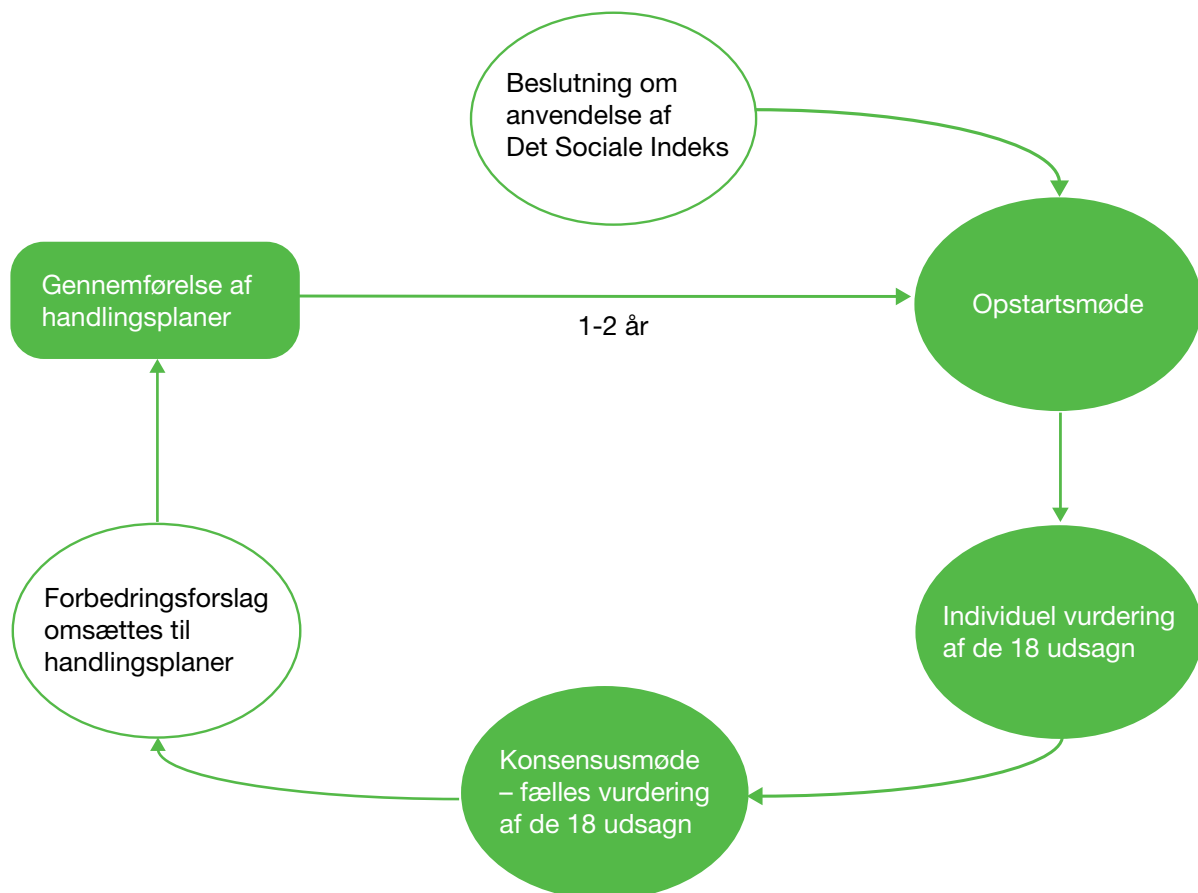 Beslutning om
anvendelse af
Det Sociale Indeks
Gennemførelse af
handlingsplaner
1-2 år
Opstartsmøde
Individuel vurdering
af de 18 udsagn
Konsensusmøde
– fælles vurdering
af de 18 udsagn
Forbedringsforslag
omsættes til
handlingsplaner